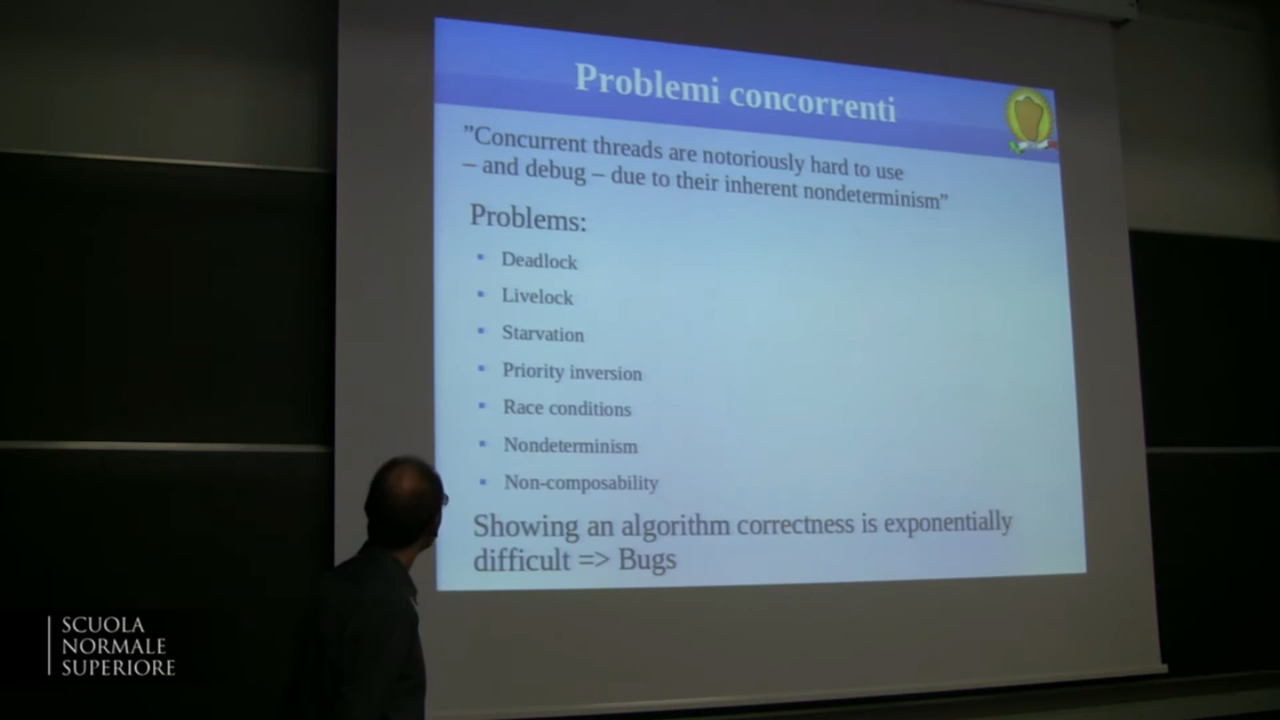 Problemi concorrenti
”Concurrent threads are notoriously hard to use
– and debug – due to their inherent nondeterminism”
Problems:
▪ Deadlock
▪ Livelock
▪ Starvation
▪ Priority inversion
▪ Race conditions
▪ Nondeterminism
▪ Non-composability
Showing an algorithm correctness is exponentially
difficult => Bugs
SCUOLA
NORMALE
SUPERIORE